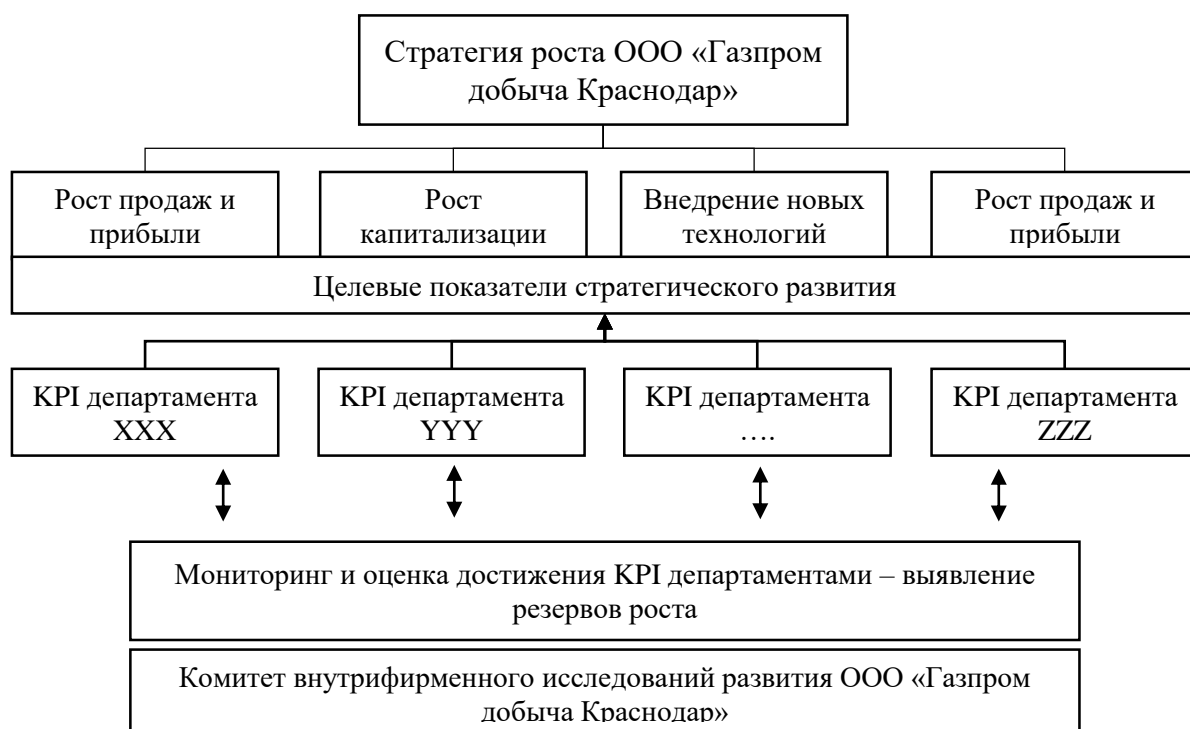 Стратегия роста ООО «Газпром
добыча Краснодар»
Рост продаж и
прибыли
Рост
капитализации
Внедрение новых
технологий
Рост продаж и
прибыли
Целевые показатели стратегического развития
KPI департамента
XXX
KPI департамента
YYY
KPI департамента
….
KPI департамента
ZZZ
Мониторинг и оценка достижения KPI департаментами – выявление
резервов роста
Комитет внутрифирменного исследований развития ООО «Газпром
добыча Краснодар»